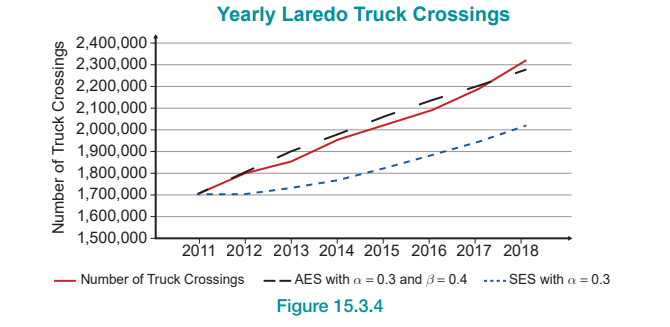 Yearly Laredo Truck Crossings
Number of Truck Crossings
2,400,000
2,300,000
2,200,000
2,100,000
2,000,000
1,900,000
1,800,000
1,700,000
1,600,000
1,500,000
2011 2012 2013 2014 2015 2016 2017 2018
Number of Truck Crossings AES with α = 0.3 and β = 0.4 SES with α = 0.3
Figure 15.3.4